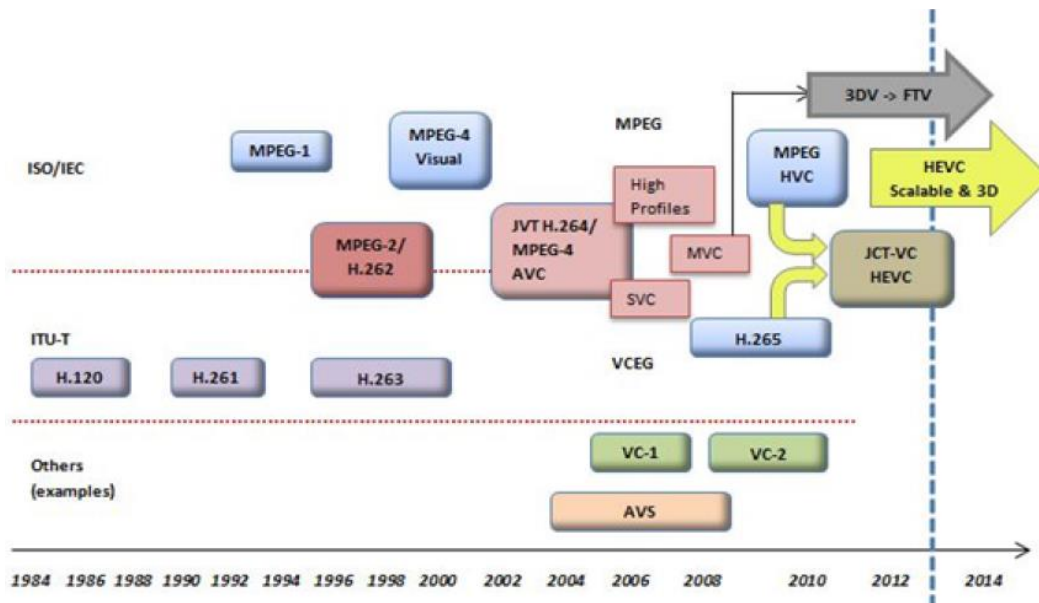 3DV -> FTV
MPEG
MPEG-1
MPEG-4
Visual
MPEG
HVC
HEVC
Scalable & 3D
ISO/IEC
High
Profiles
MPEG-2/
H.262
JVT H.264/
MPEG-4
AVC
MVC
JCT-VC
HEVC
SVC
ITU-T
H.265
VCEG
H.120
H.261
H.263
VC-1
VC-2
Others
(examples)
AVS
1984 1986 1988 1990 1992 1994 1996 1998 2000 2002 2004 2006 2008 2010 2012 2014